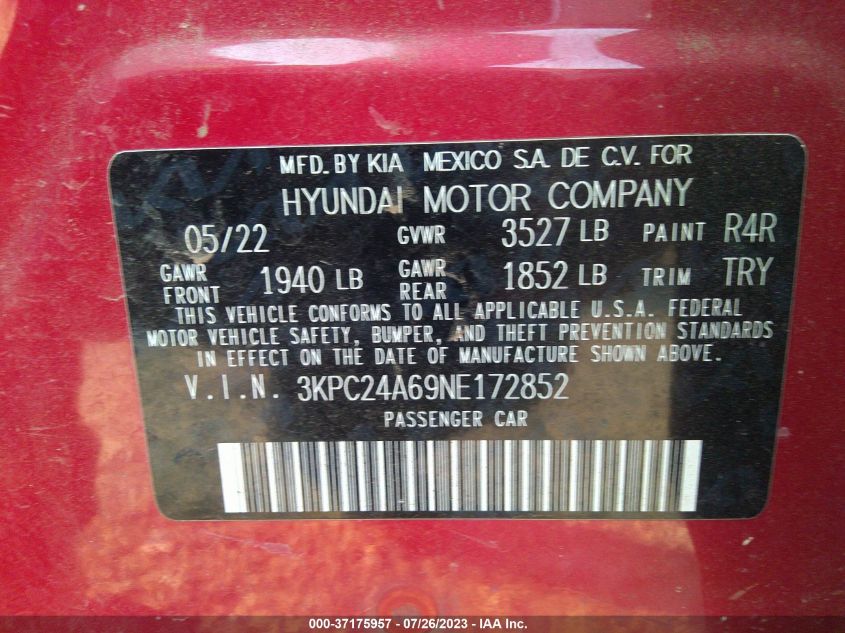 MFD. BY KIA MEXICO S.A. DE C.V. FOR
HYUNDAI MOTOR COMPANY
05/22 GVWR 3527 LB PAINT R4R
GAWR FRONT 1940 LB GAWR REAR 1852 LB TRIM TRY
THIS VEHICLE CONFORMS TO ALL APPLICABLE U.S.A. FEDERAL
MOTOR VEHICLE SAFETY, BUMPER, AND THEFT PREVENTION STANDARDS
IN EFFECT ON THE DATE OF MANUFACTURE SHOWN ABOVE.
V.I.N. 3KPC24A69NE172852
PASSENGER CAR
000-37175957 - 07/26/2023 - IAA Inc.